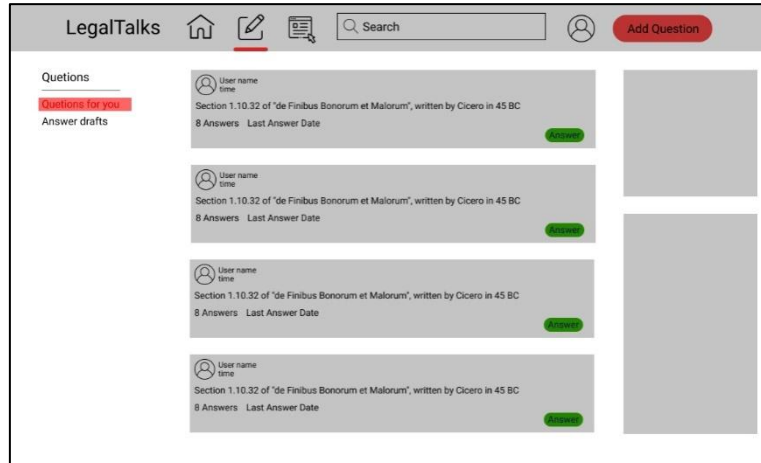 LegalTalks
Search
Add Question
Quetions
Quetions for you
Answer drafts
User name
time
Section 1.10.32 of "de Finibus Bonorum et Malorum", written by Cicero in 45 BC
8 Answers Last Answer Date
Answer
User name
time
Section 1.10.32 of "de Finibus Bonorum et Malorum", written by Cicero in 45 BC
8 Answers Last Answer Date
Answer
User name
time
Section 1.10.32 of "de Finibus Bonorum et Malorum", written by Cicero in 45 BC
8 Answers Last Answer Date
Answer
User name
time
Section 1.10.32 of "de Finibus Bonorum et Malorum", written by Cicero in 45 BC
8 Answers Last Answer Date
Answer